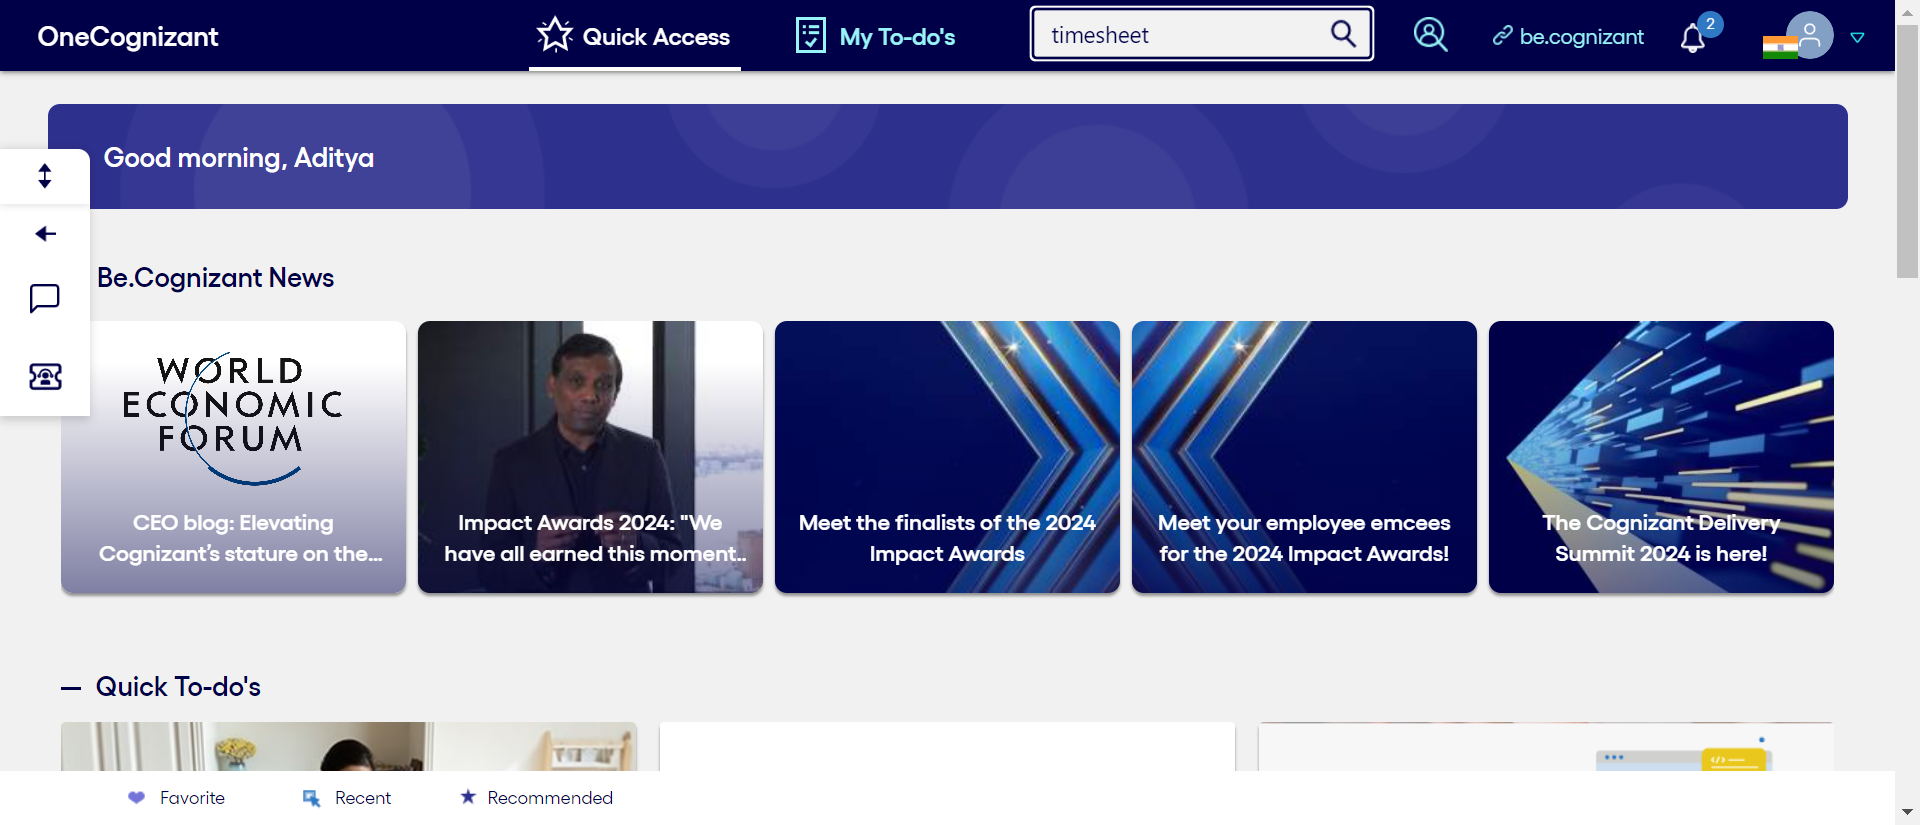 OneCognizant
Quick Access
My To-do's
timesheet
be.cognizant
2
Good morning, Aditya
Be.Cognizant News
WORLD
ECONOMIC
FORUM
CEO blog: Elevating
Cognizant’s stature on the...
Impact Awards 2024: "We
have all earned this moment..
Meet the finalists of the 2024
Impact Awards
Meet your employee emcees
for the 2024 Impact Awards!
The Cognizant Delivery
Summit 2024 is here!
Quick To-do's
</>
Favorite
Recent
Recommended